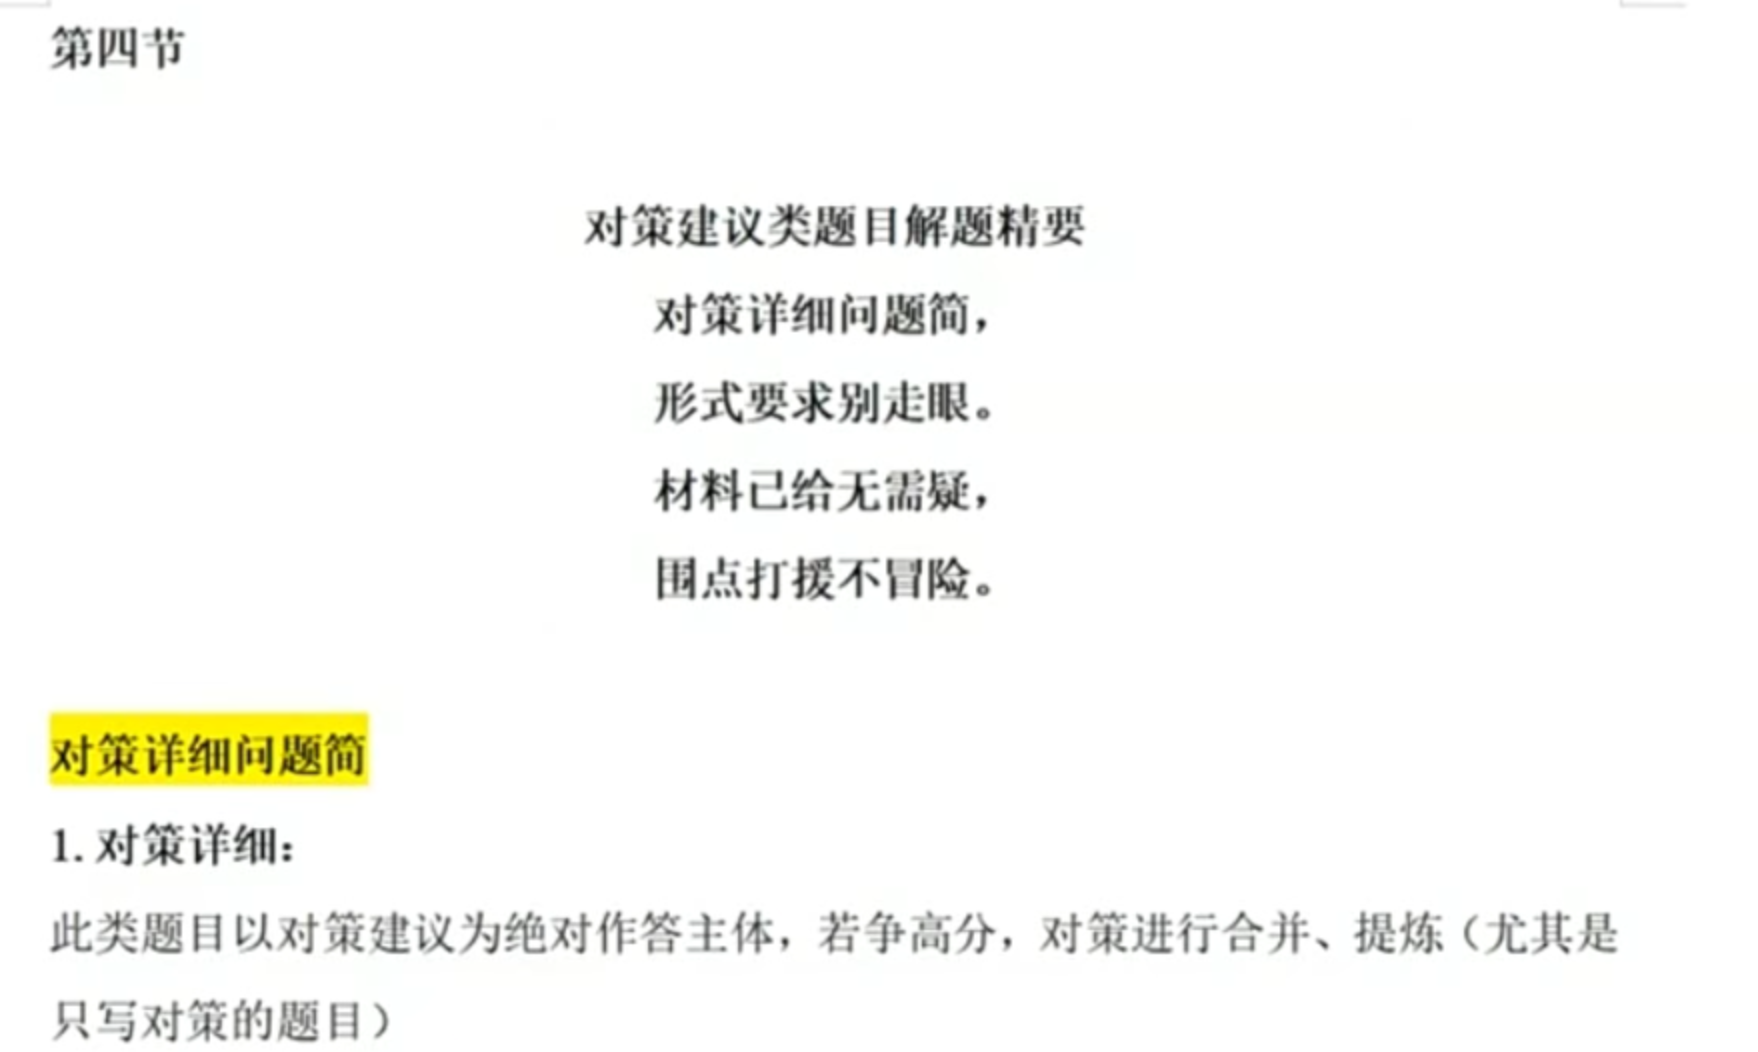 第四节
对策建议类题目解题精要
对策详细问题简，
形式要求别走眼。
材料已给无需疑，
围点打援不冒险。
对策详细问题简
1. 对策详细：
此类题目以对策建议为绝对作答主体，若争高分，对策进行合并、提炼（尤其是
只写对策的题目）